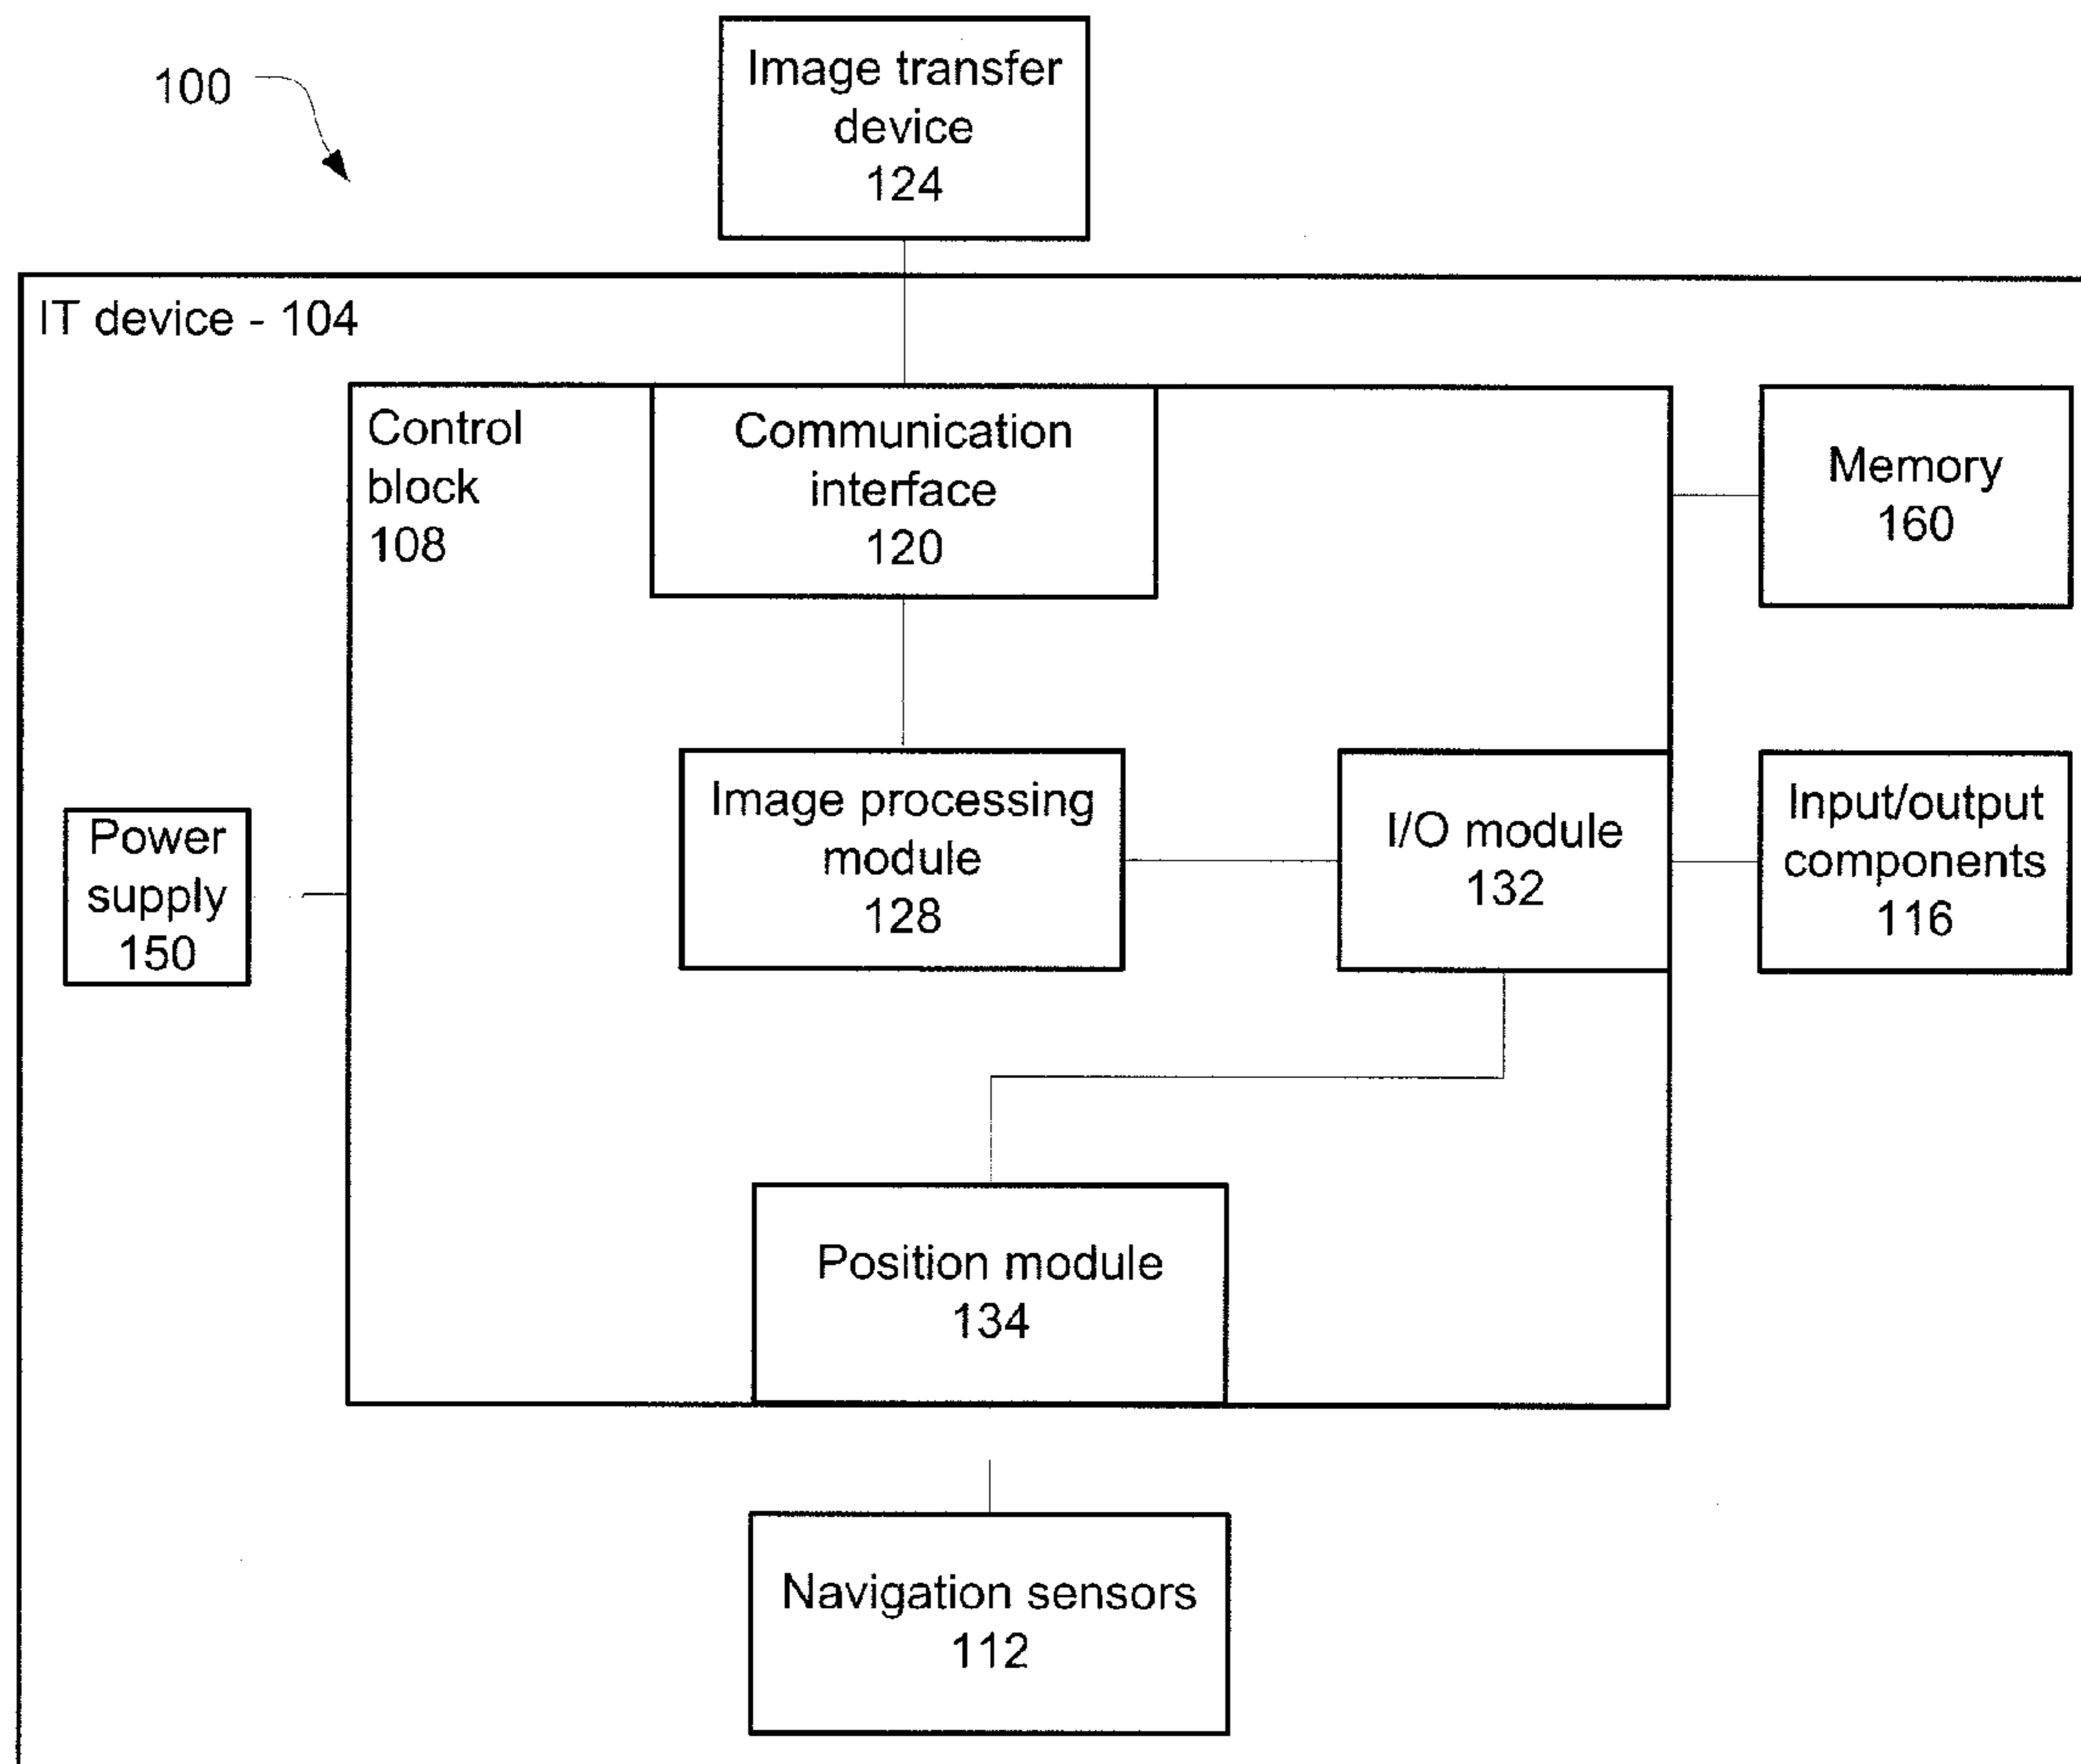 100
Image transfer
device
124
IT device - 104
Control
block
108
Communication
interface
120
Memory
160
Power
supply
150
Image processing
module
128
I/O module
132
Input/output
components
116
Position module
134
Navigation sensors
112